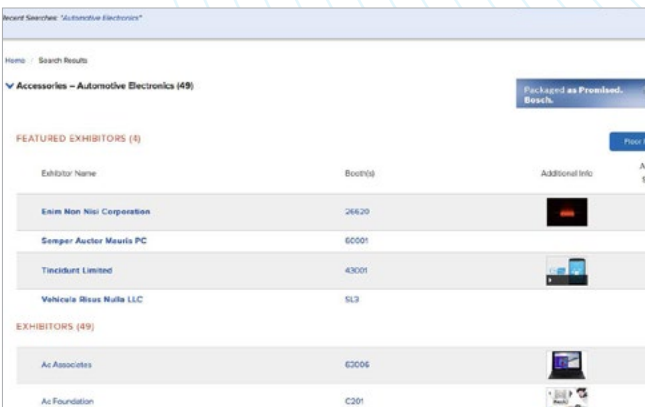 Recent Searches: "Automotive Electronics"
Home / Search Results
Accessories – Automotive Electronics (49)
Packaged as Promised.
Bosch.
FEATURED EXHIBITORS (4)
Floor
Exhibitor Name Booth(s) Additional Info
Enim Non Nisi Corporation 26620
Semper Auctor Mauris PC 60001
Tincidunt Limited 43001
Vehicula Risus Nulla LLC SL3
EXHIBITORS (49)
Ac Associates 63006
Ac Foundation C201